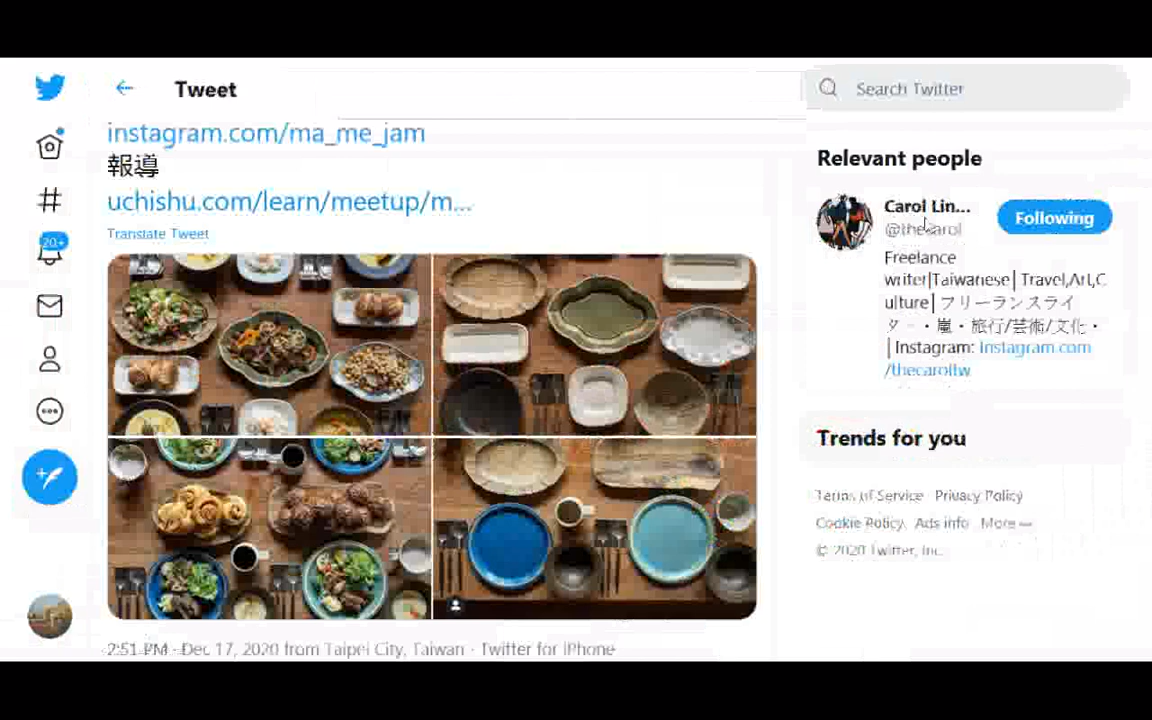 Tweet
instagram.com/ma_me_jam
報導
uchishu.com/learn/meetup/m...
Translate Tweet
2:51 PM · Dec 17, 2020 from Taipei City, Taiwan · Twitter for iPhone
20+
Search Twitter
Relevant people
Carol Lin...
@thecarol
Following
Freelance
writer|Taiwanese| Travel,Art,C
ulture| フリーランスライ
ター・嵐・旅行/芸術/文化・
| Instagram: Instagram.com
/thecaroltw
Trends for you
Terms of Service Privacy Policy
Cookie Policy Ads info More
© 2020 Twitter, Inc.